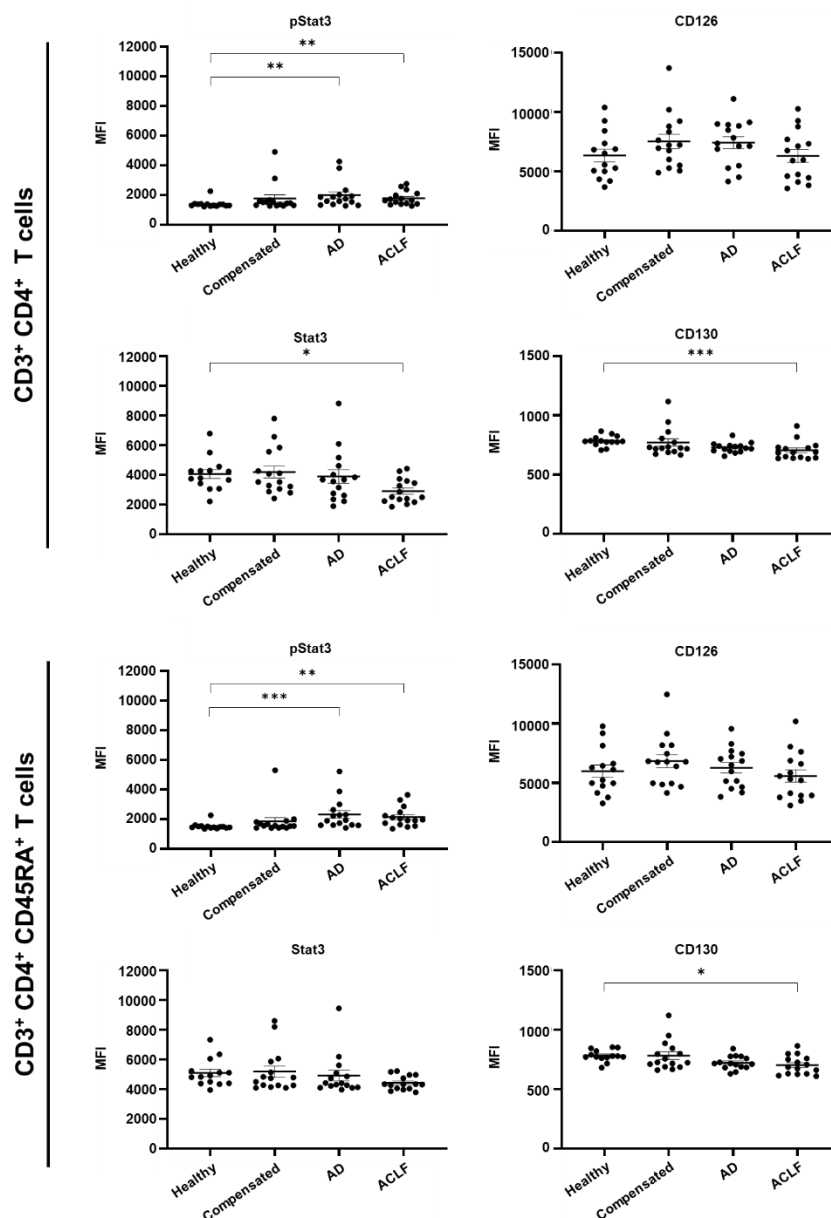 CD3⁺ CD4⁺ T cells
pStat3
MFI
12000
10000
8000
6000
4000
2000
0
**
**
Healthy
Compensated
AD
ACLF
CD126
MFI
15000
10000
5000
0
Healthy
Compensated
AD
ACLF
Stat3
MFI
12000
10000
8000
6000
4000
2000
0
*
Healthy
Compensated
AD
ACLF
CD130
MFI
1500
1000
500
0
***
Healthy
Compensated
AD
ACLF
CD3⁺ CD4⁺ CD45RA⁺ T cells
pStat3
MFI
12000
10000
8000
6000
4000
2000
0
**
***
Healthy
Compensated
AD
ACLF
CD126
MFI
15000
10000
5000
0
Healthy
Compensated
AD
ACLF
Stat3
MFI
12000
10000
8000
6000
4000
2000
0
Healthy
Compensated
AD
ACLF
CD130
MFI
1500
1000
500
0
*
Healthy
Compensated
AD
ACLF